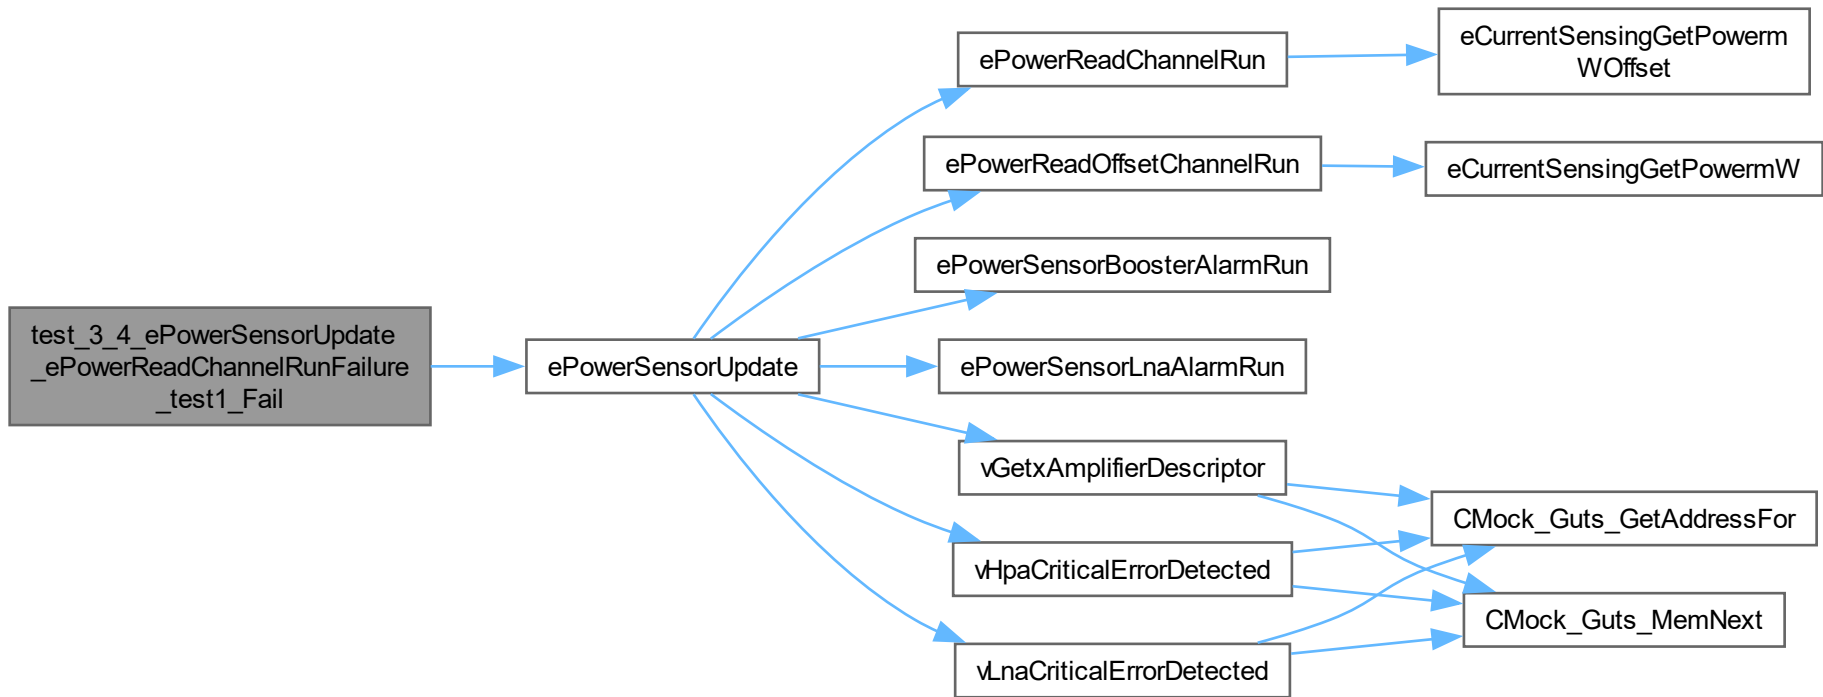 test_3_4_ePowerSensorUpdate
_ePowerReadChannelRunFailure
_test1_Fail
ePowerSensorUpdate
ePowerReadChannelRun
eCurrentSensingGetPowerm
WOffset
ePowerReadOffsetChannelRun
eCurrentSensingGetPowermW
ePowerSensorBoosterAlarmRun
ePowerSensorLnaAlarmRun
vGetxAmplifierDescriptor
vHpaCriticalErrorDetected
vLnaCriticalErrorDetected
CMock_Guts_GetAddressFor
CMock_Guts_MemNext